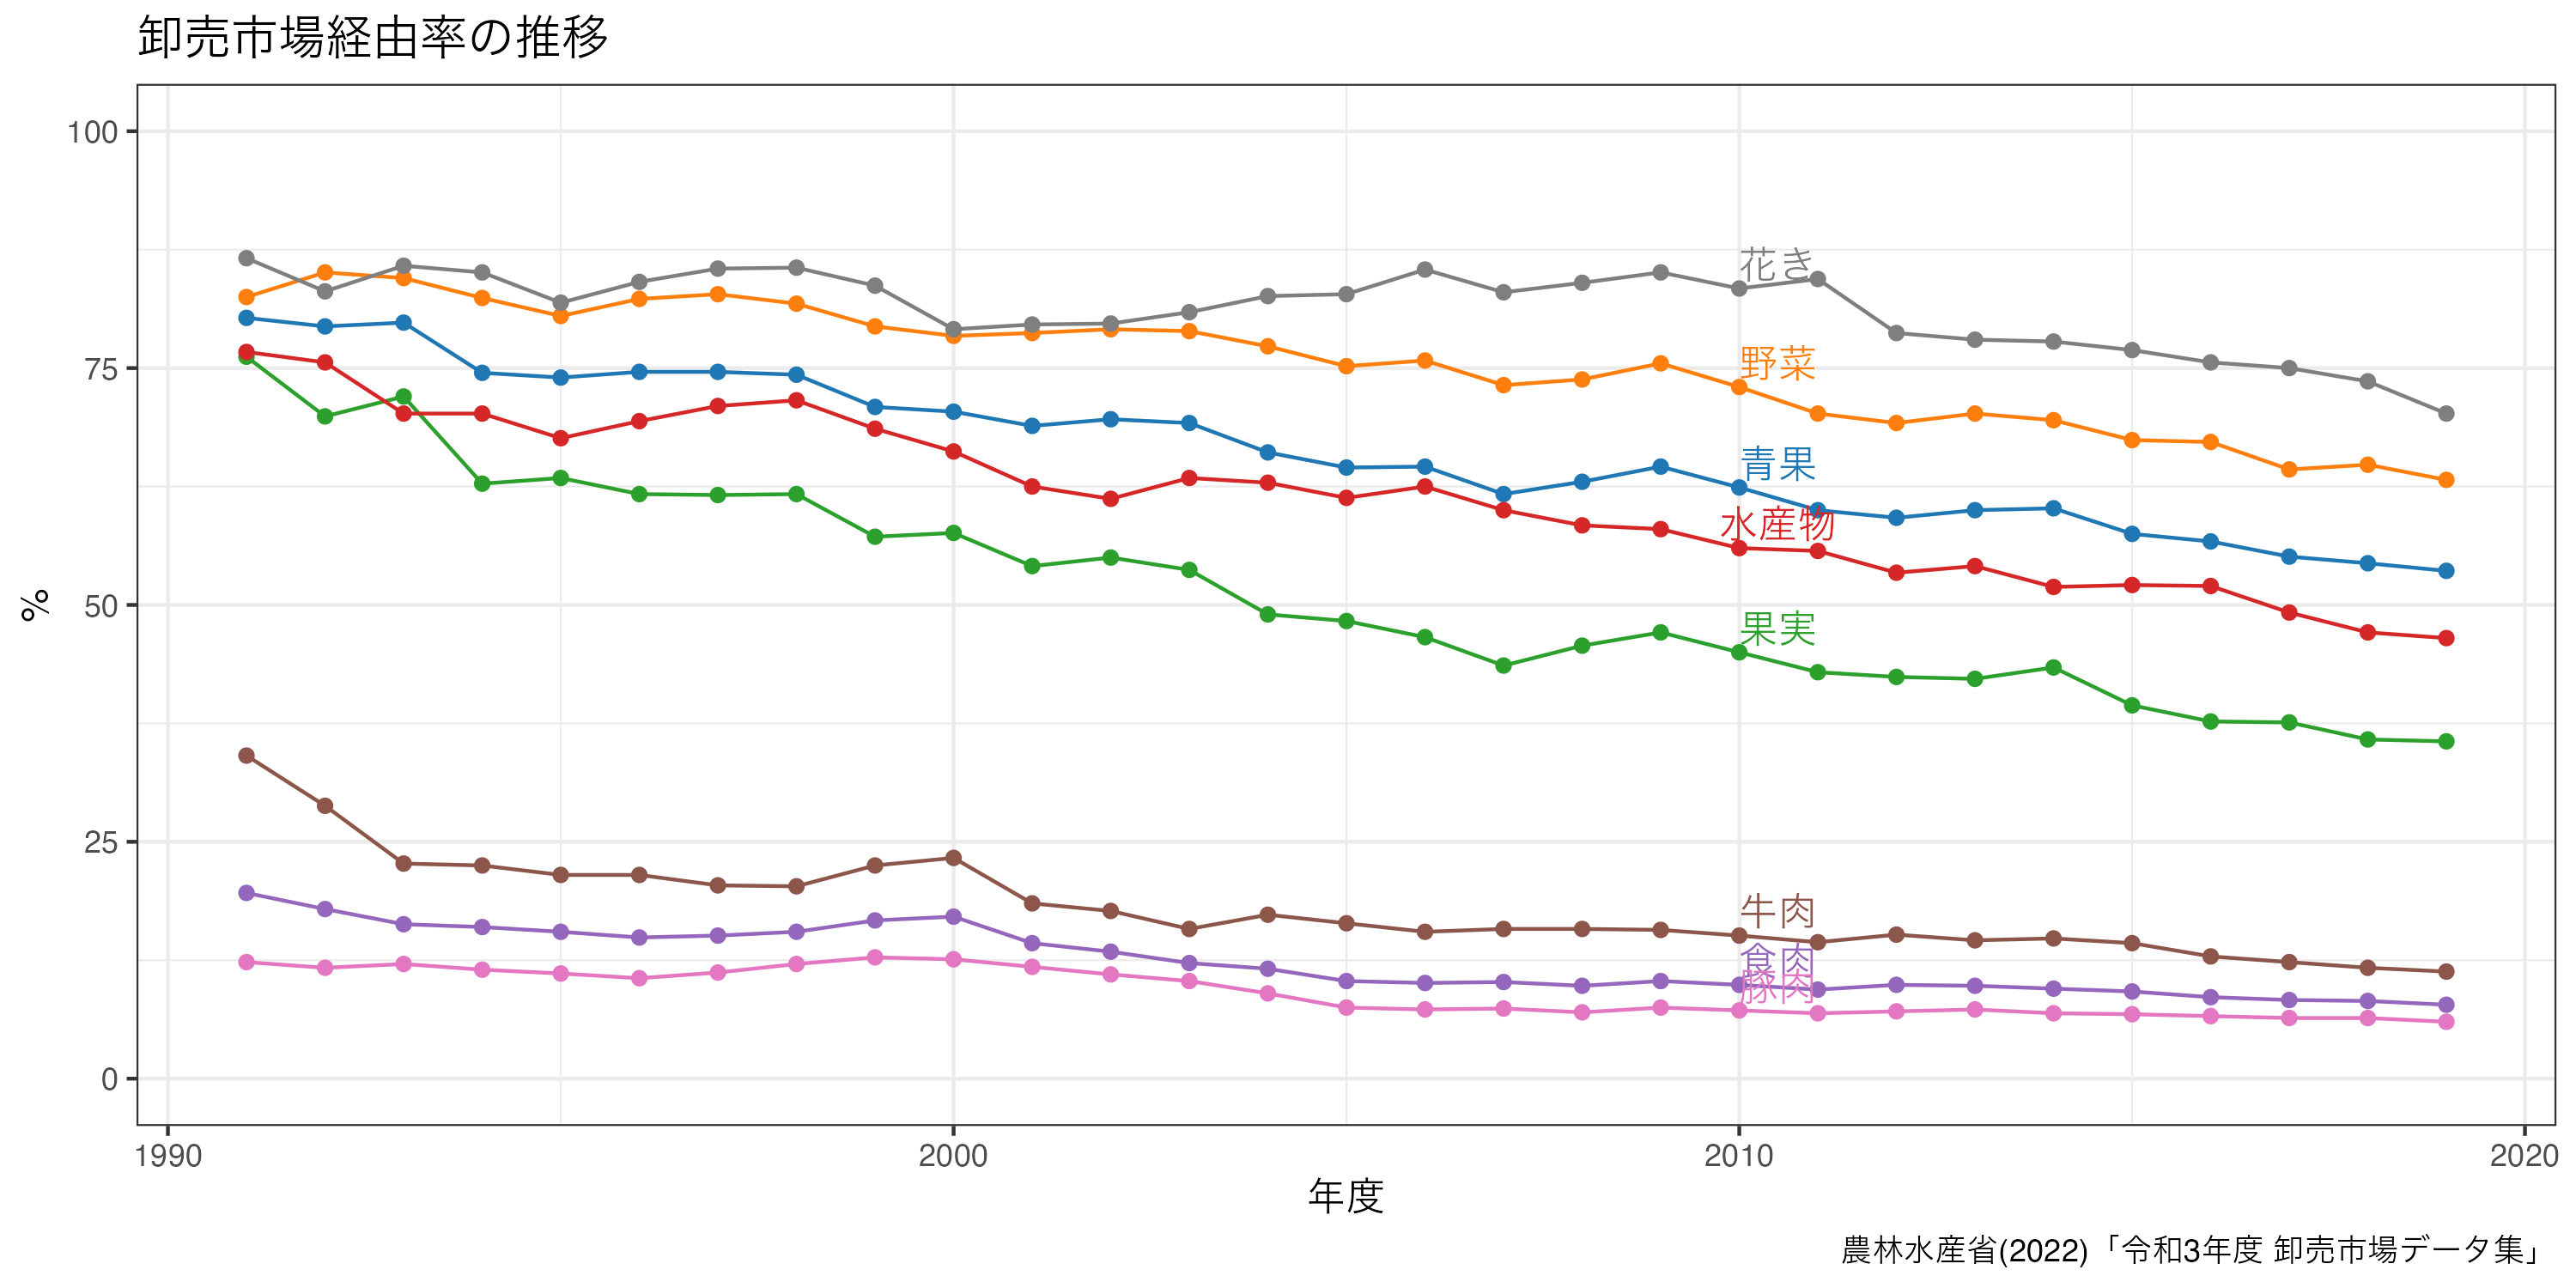 卸売市場経由率の推移
100
75
50
25
0
%
花き
野菜
青果
水産物
果実
牛肉
食肉
豚肉
1990 2000 2010 2020
年度
農林水産省(2022)「令和3年度 卸売市場データ集」